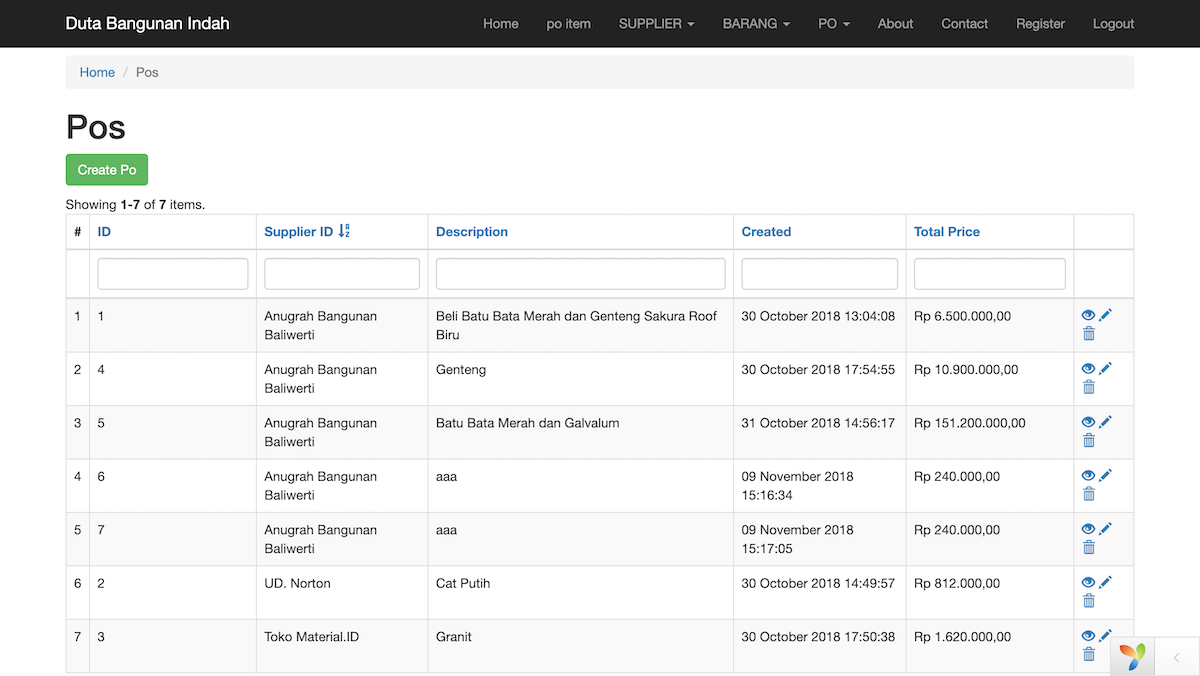 Duta Bangunan Indah Home po item SUPPLIER BARANG PO About Contact Register Logout
Home / Pos
Pos
Create Po
Showing 1-7 of 7 items.
# ID Supplier ID Description Created Total Price
1 1 Anugrah Bangunan Beli Batu Bata Merah dan Genteng Sakura Roof 30 October 2018 13:04:08 Rp 6.500.000,00
Baliwerti Biru
2 4 Anugrah Bangunan Genteng 30 October 2018 17:54:55 Rp 10.900.000,00
Baliwerti
3 5 Anugrah Bangunan Batu Bata Merah dan Galvalum 31 October 2018 14:56:17 Rp 151.200.000,00
Baliwerti
4 6 Anugrah Bangunan aaa 09 November 2018 Rp 240.000,00
Baliwerti 15:16:34
5 7 Anugrah Bangunan aaa 09 November 2018 Rp 240.000,00
Baliwerti 15:17:05
6 2 UD. Norton Cat Putih 30 October 2018 14:49:57 Rp 812.000,00
7 3 Toko Material.ID Granit 30 October 2018 17:50:38 Rp 1.620.000,00